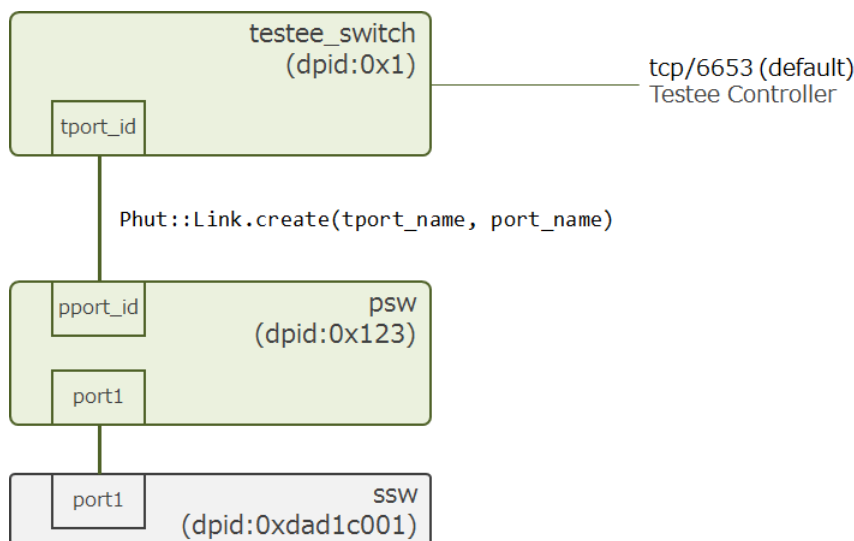 testee_switch
(dpid:0x1)
tcp/6653 (default)
Testee Controller
tport_id
Phut::Link.create(tport_name, port_name)
pport_id
psw
(dpid:0x123)
port1
port1
ssw
(dpid:0xdad1c001)